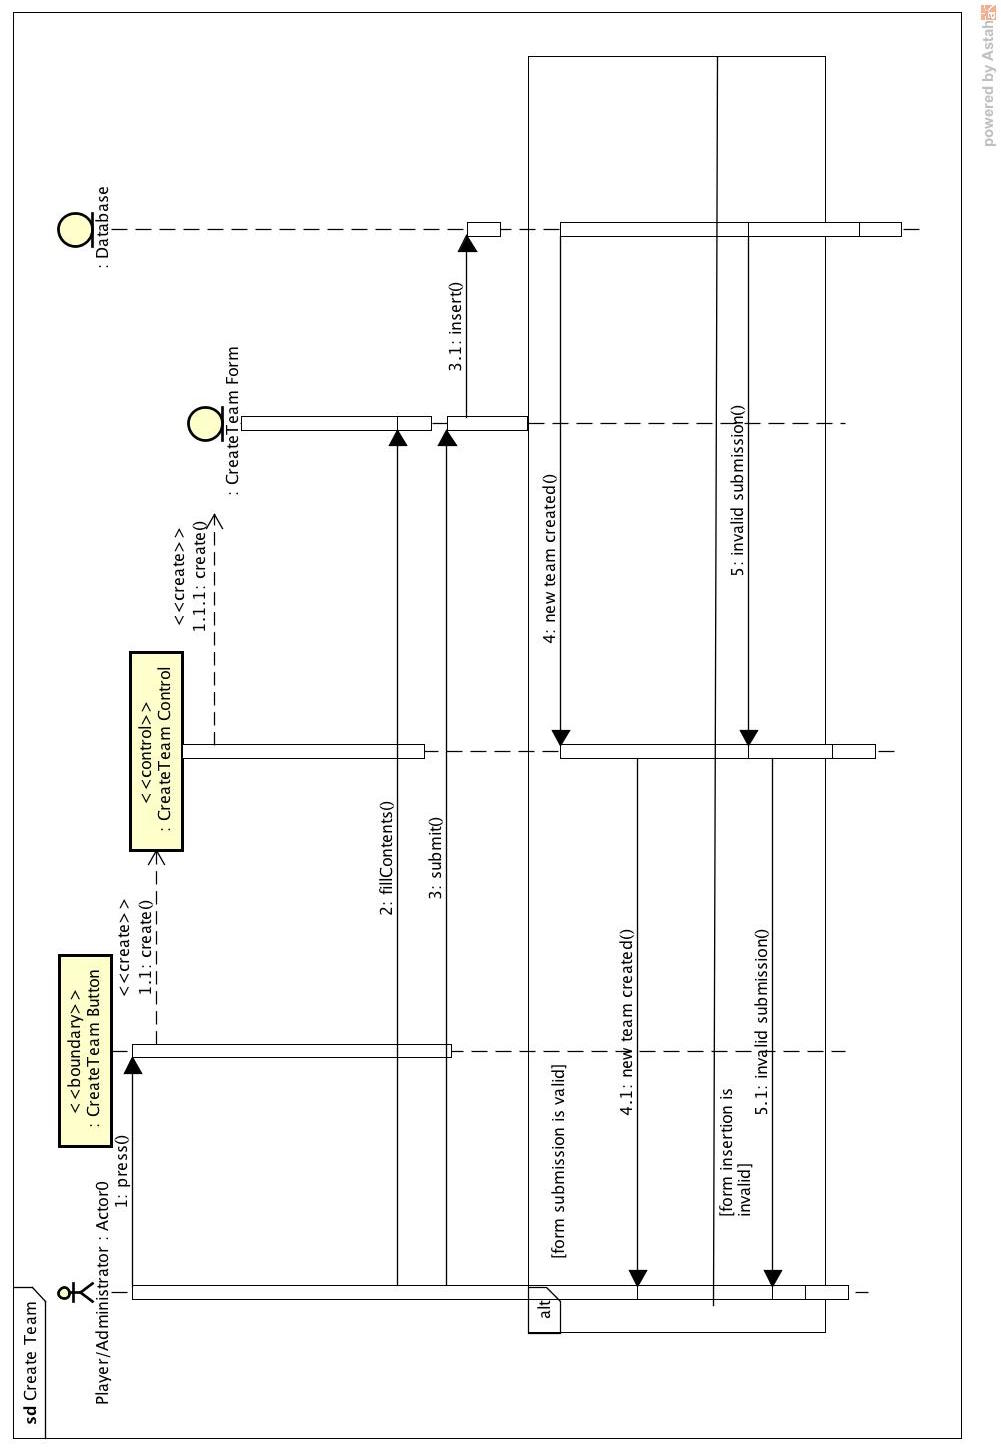 sd Create Team
Player/Administrator : Actor0
<<boundary>>
: CreateTeam Button
<<control>>
: CreateTeam Control
: CreateTeam Form
: Database
1: press()
<<create>>
1.1: create()
<<create>>
1.1.1: create()
2: fillContents()
3: submit()
3.1: insert()
alt
[form submission is valid]
4: new team created()
4.1: new team created()
[form insertion is
invalid]
5: invalid submission()
5.1: invalid submission()
powered by Astah